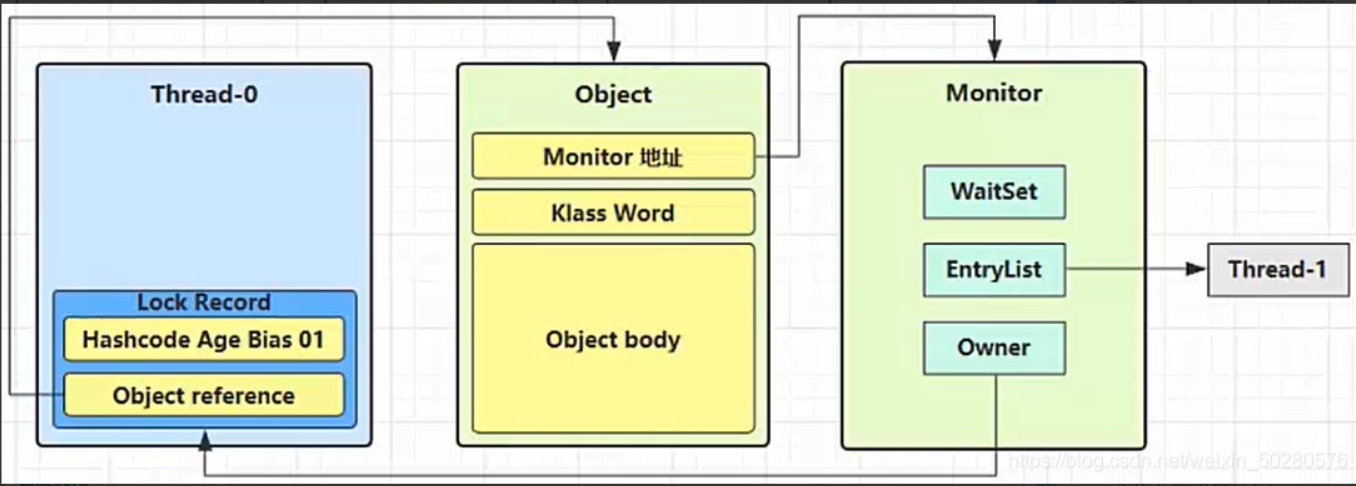 Thread-0
Lock Record
Hashcode Age Bias 01
Object reference
Object
Monitor 地址
Klass Word
Object body
Monitor
WaitSet
EntryList
Owner
Thread-1
https://blog.csdn.net/weixin_50280576